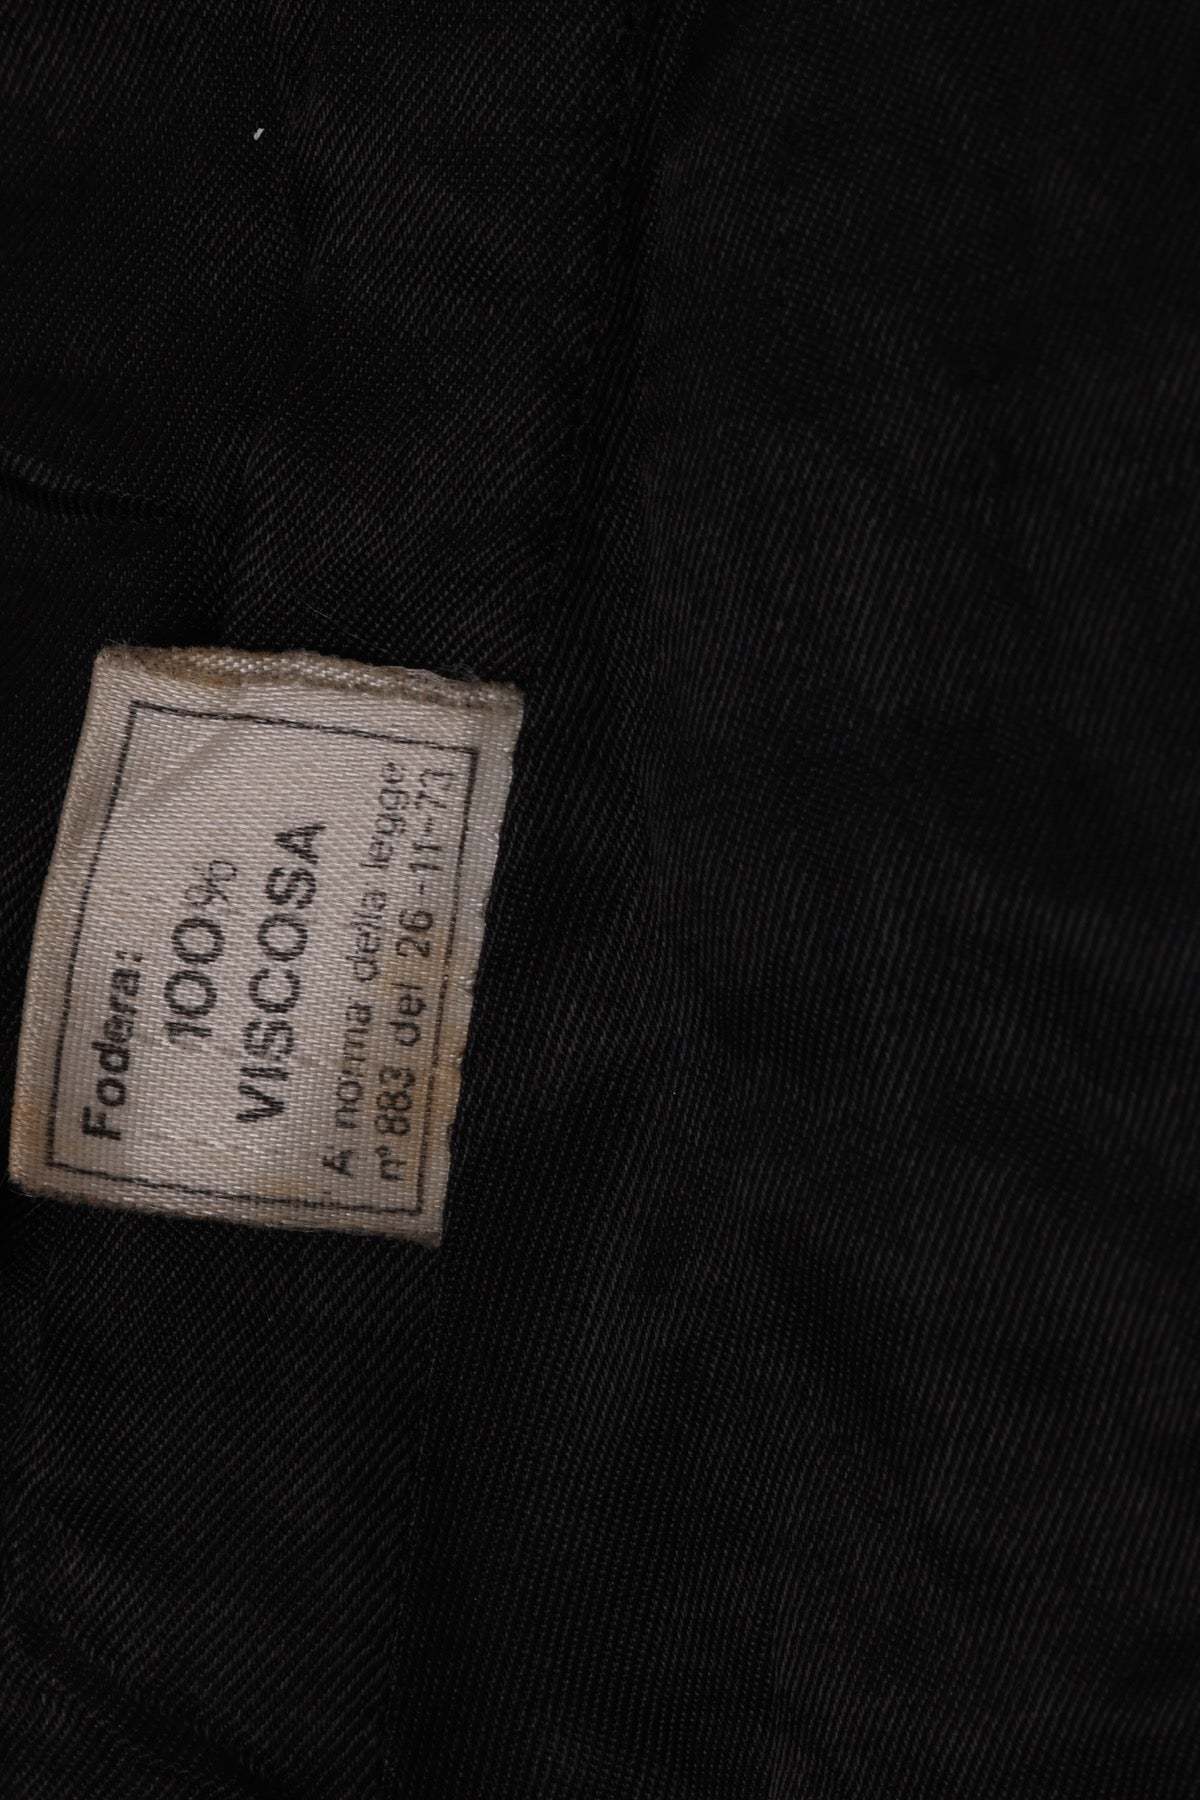 Fodera:
100%
VISCOSA
A norma della legge
n° 883 del 26-11-73